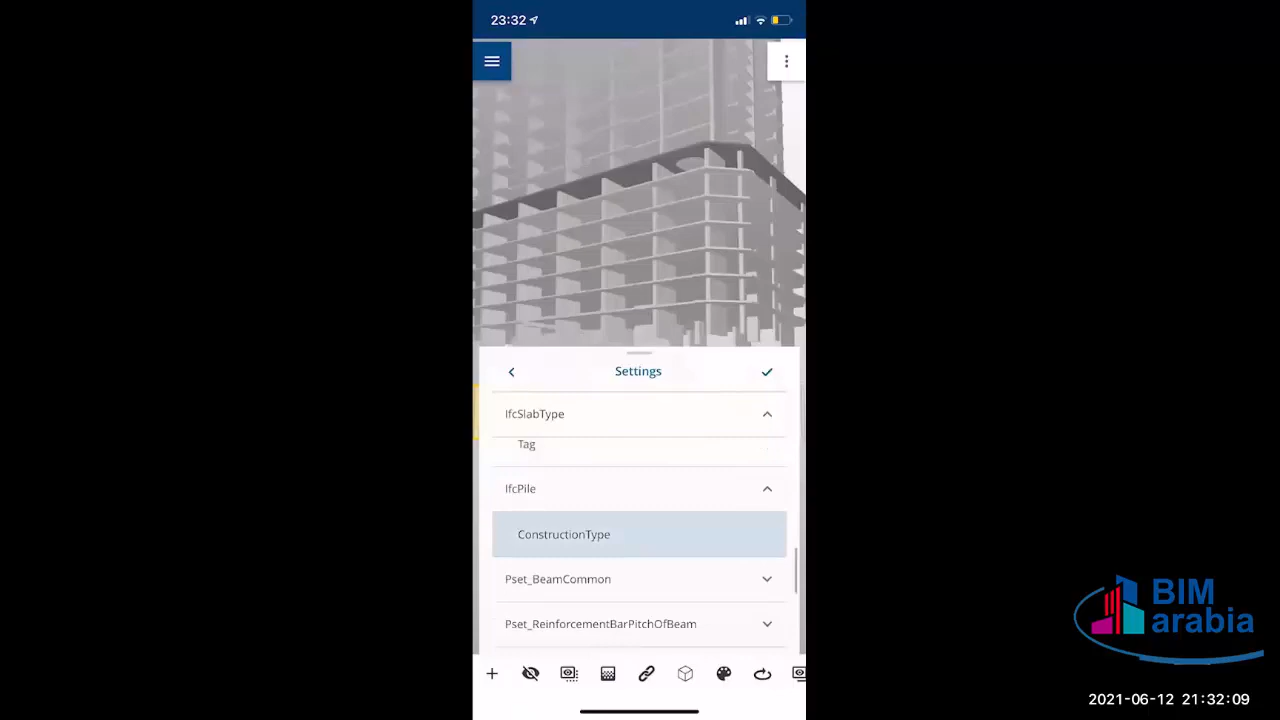 23:32
Settings
IfcSlabType
Tag
IfcPile
ConstructionType
Pset_BeamCommon
Pset_ReinforcementBarPitchOfBeam
BIM
arabia
2021-06-12 21:32:09